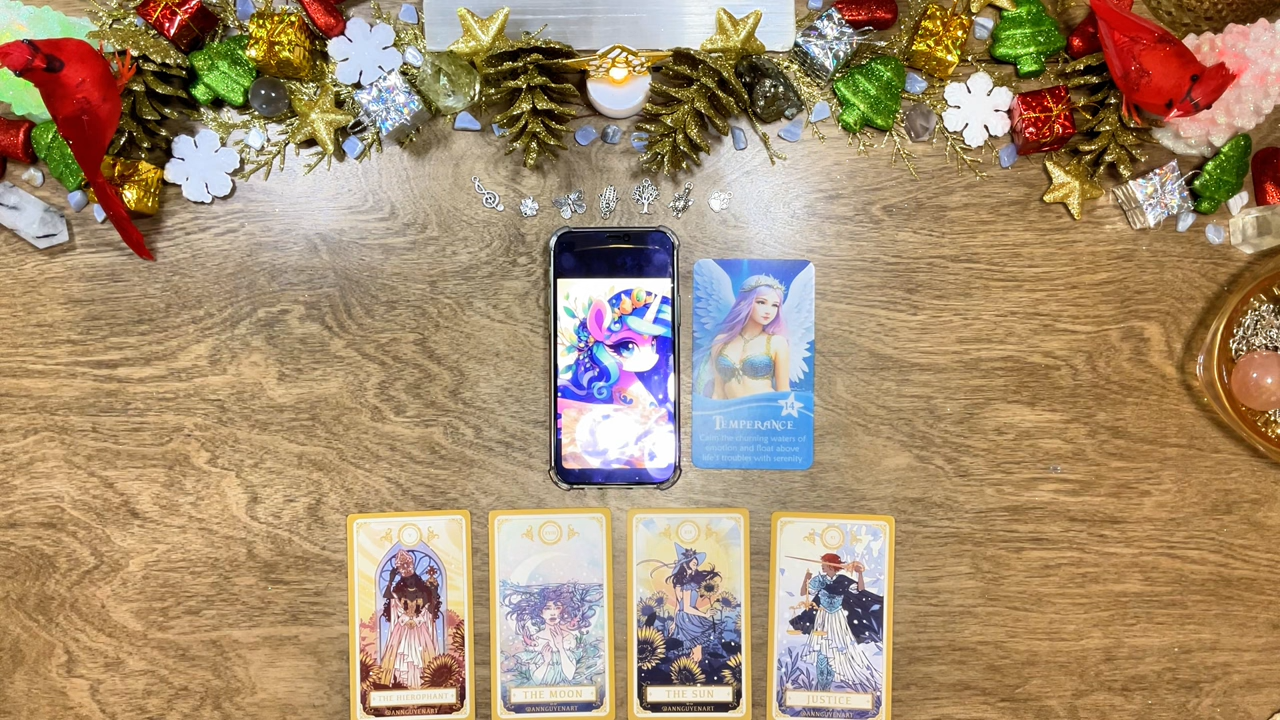 14
TEMPERANCE
Calm the churning waters of
emotion and float above
life's troubles with serenity
THE HIEROPHANT
@ANNGUYENART
THE MOON
@ANNGUYENART
THE SUN
@ANNGUYENART
JUSTICE
@ANNGUYENART